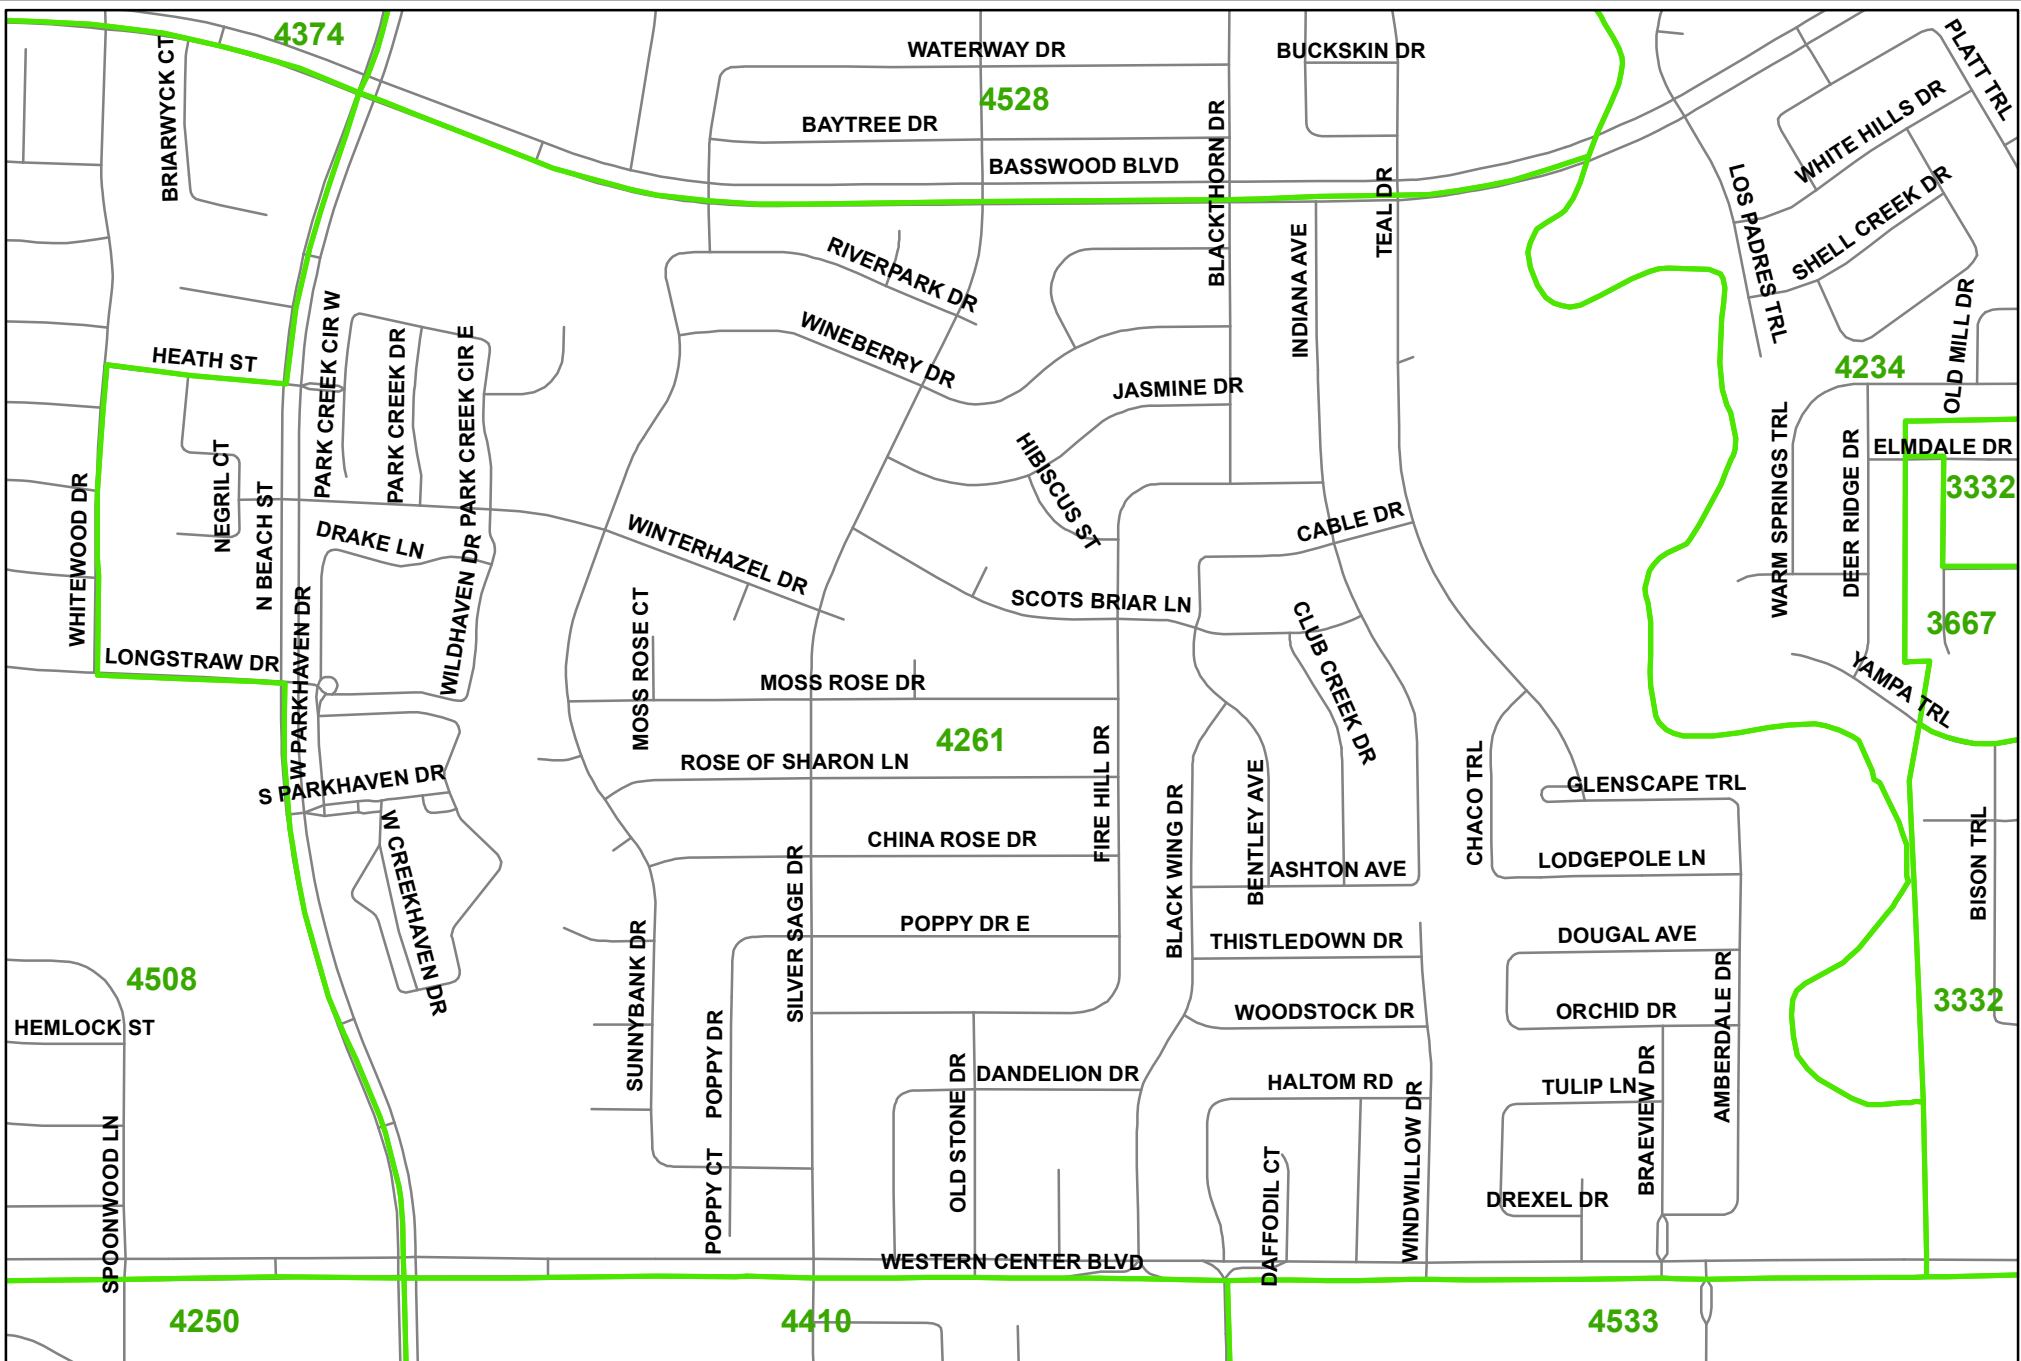 4374
WATERWAY DR
BUCKSKIN DR
PLATT TRL
BRIARWYCK CT
4528
BAYTREE DR
BLACKTHORN DR
WHITE HILLS DR
BASSWOOD BLVD
TEAL DR
LOS PADRES TRL
SHELL CREEK DR
RIVERPARK DR
INDIANA AVE
OLD MILL DR
WINEBERRY DR
HEATH ST
PARK CREEK CIR W
PARK CREEK DR
PARK CREEK CIR E
4234
JASMINE DR
WARM SPRINGS TRL
DEER RIDGE DR
ELMDALE DR
3332
HIBISCUS ST
NEGRIL CT
N BEACH ST
WHITEWOOD DR
DRAKE LN
WINTERHAZEL DR
CABLE DR
WILDHAVEN DR
MOSS ROSE CT
SCOTS BRIAR LN
CLUB CREEK DR
3667
W PARKHAVEN DR
LONGSTRAW DR
MOSS ROSE DR
YAMPA TRL
4261
S PARKHAVEN DR
ROSE OF SHARON LN
FIRE HILL DR
BLACK WING DR
BENTLEY AVE
CHACO TRL
GLENSCAPE TRL
W CREEKHAVEN DR
CHINA ROSE DR
ASHTON AVE
LODGEPOLE LN
BISON TRL
SILVER SAGE DR
POPPY DR E
THISTLEDOWN DR
DOUGAL AVE
4508
SUNNYBANK DR
AMBERDALE DR
3332
HEMLOCK ST
POPPY DR
WOODSTOCK DR
ORCHID DR
OLD STONE DR
DANDELION DR
HALTOM RD
TULIP LN
BRAEVIEW DR
WINDWILLOW DR
SPOONWOOD LN
POPPY CT
DAFFODIL CT
DREXEL DR
WESTERN CENTER BLVD
4250
4410
4533